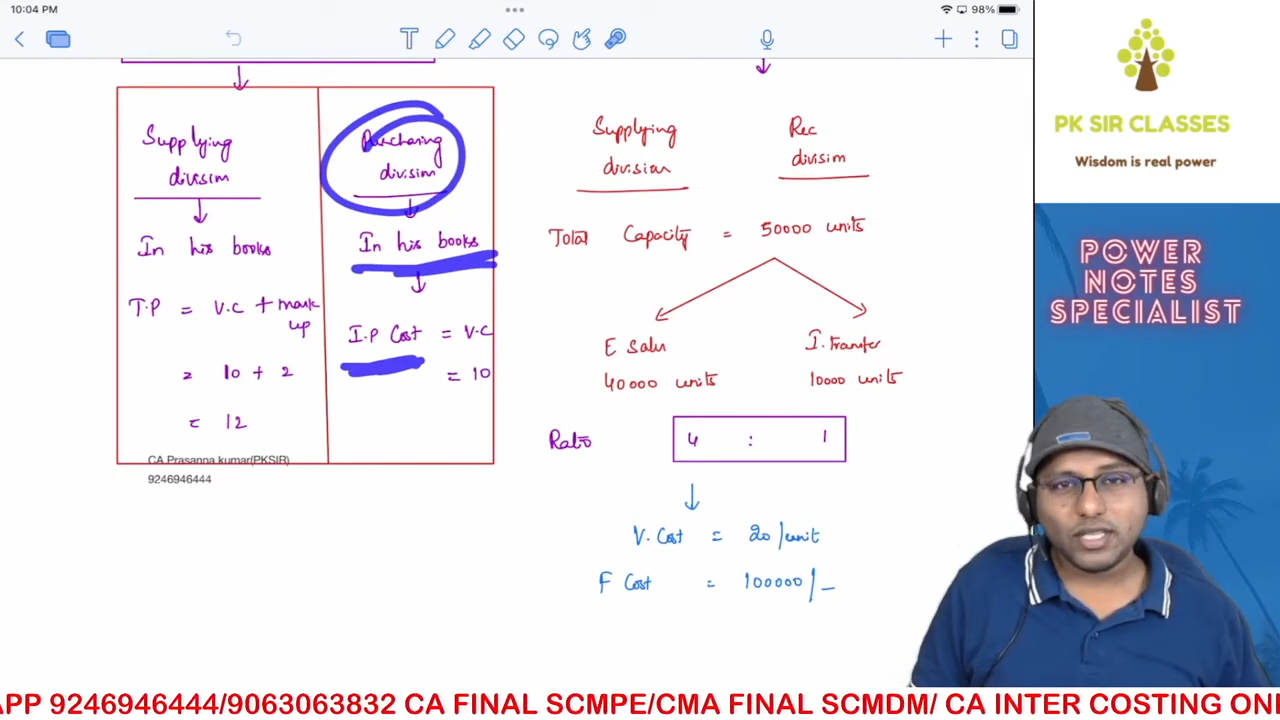 10:04 PM
98%
T
Supplying
division
In his books
T.P = V.C + mark
up
= 10 + 2
= 12
CA Prasanna kumar(PKSIR)
9246946444
Purchasing
division
In his books
I.P Cost = V.C
= 10
Supplying
division
Rec
division
Total Capacity = 50000 units
E Sales
40000 units
I.transfer
10000 units
Ratio 4 : 1
V. Cost = 20/unit
F Cost = 100000/-
PK SIR CLASSES
Wisdom is real power
POWER
NOTES
SPECIALIST
APP 9246946444/9063063832 CA FINAL SCMPE/CMA FINAL SCMDM/ CA INTER COSTING ONL